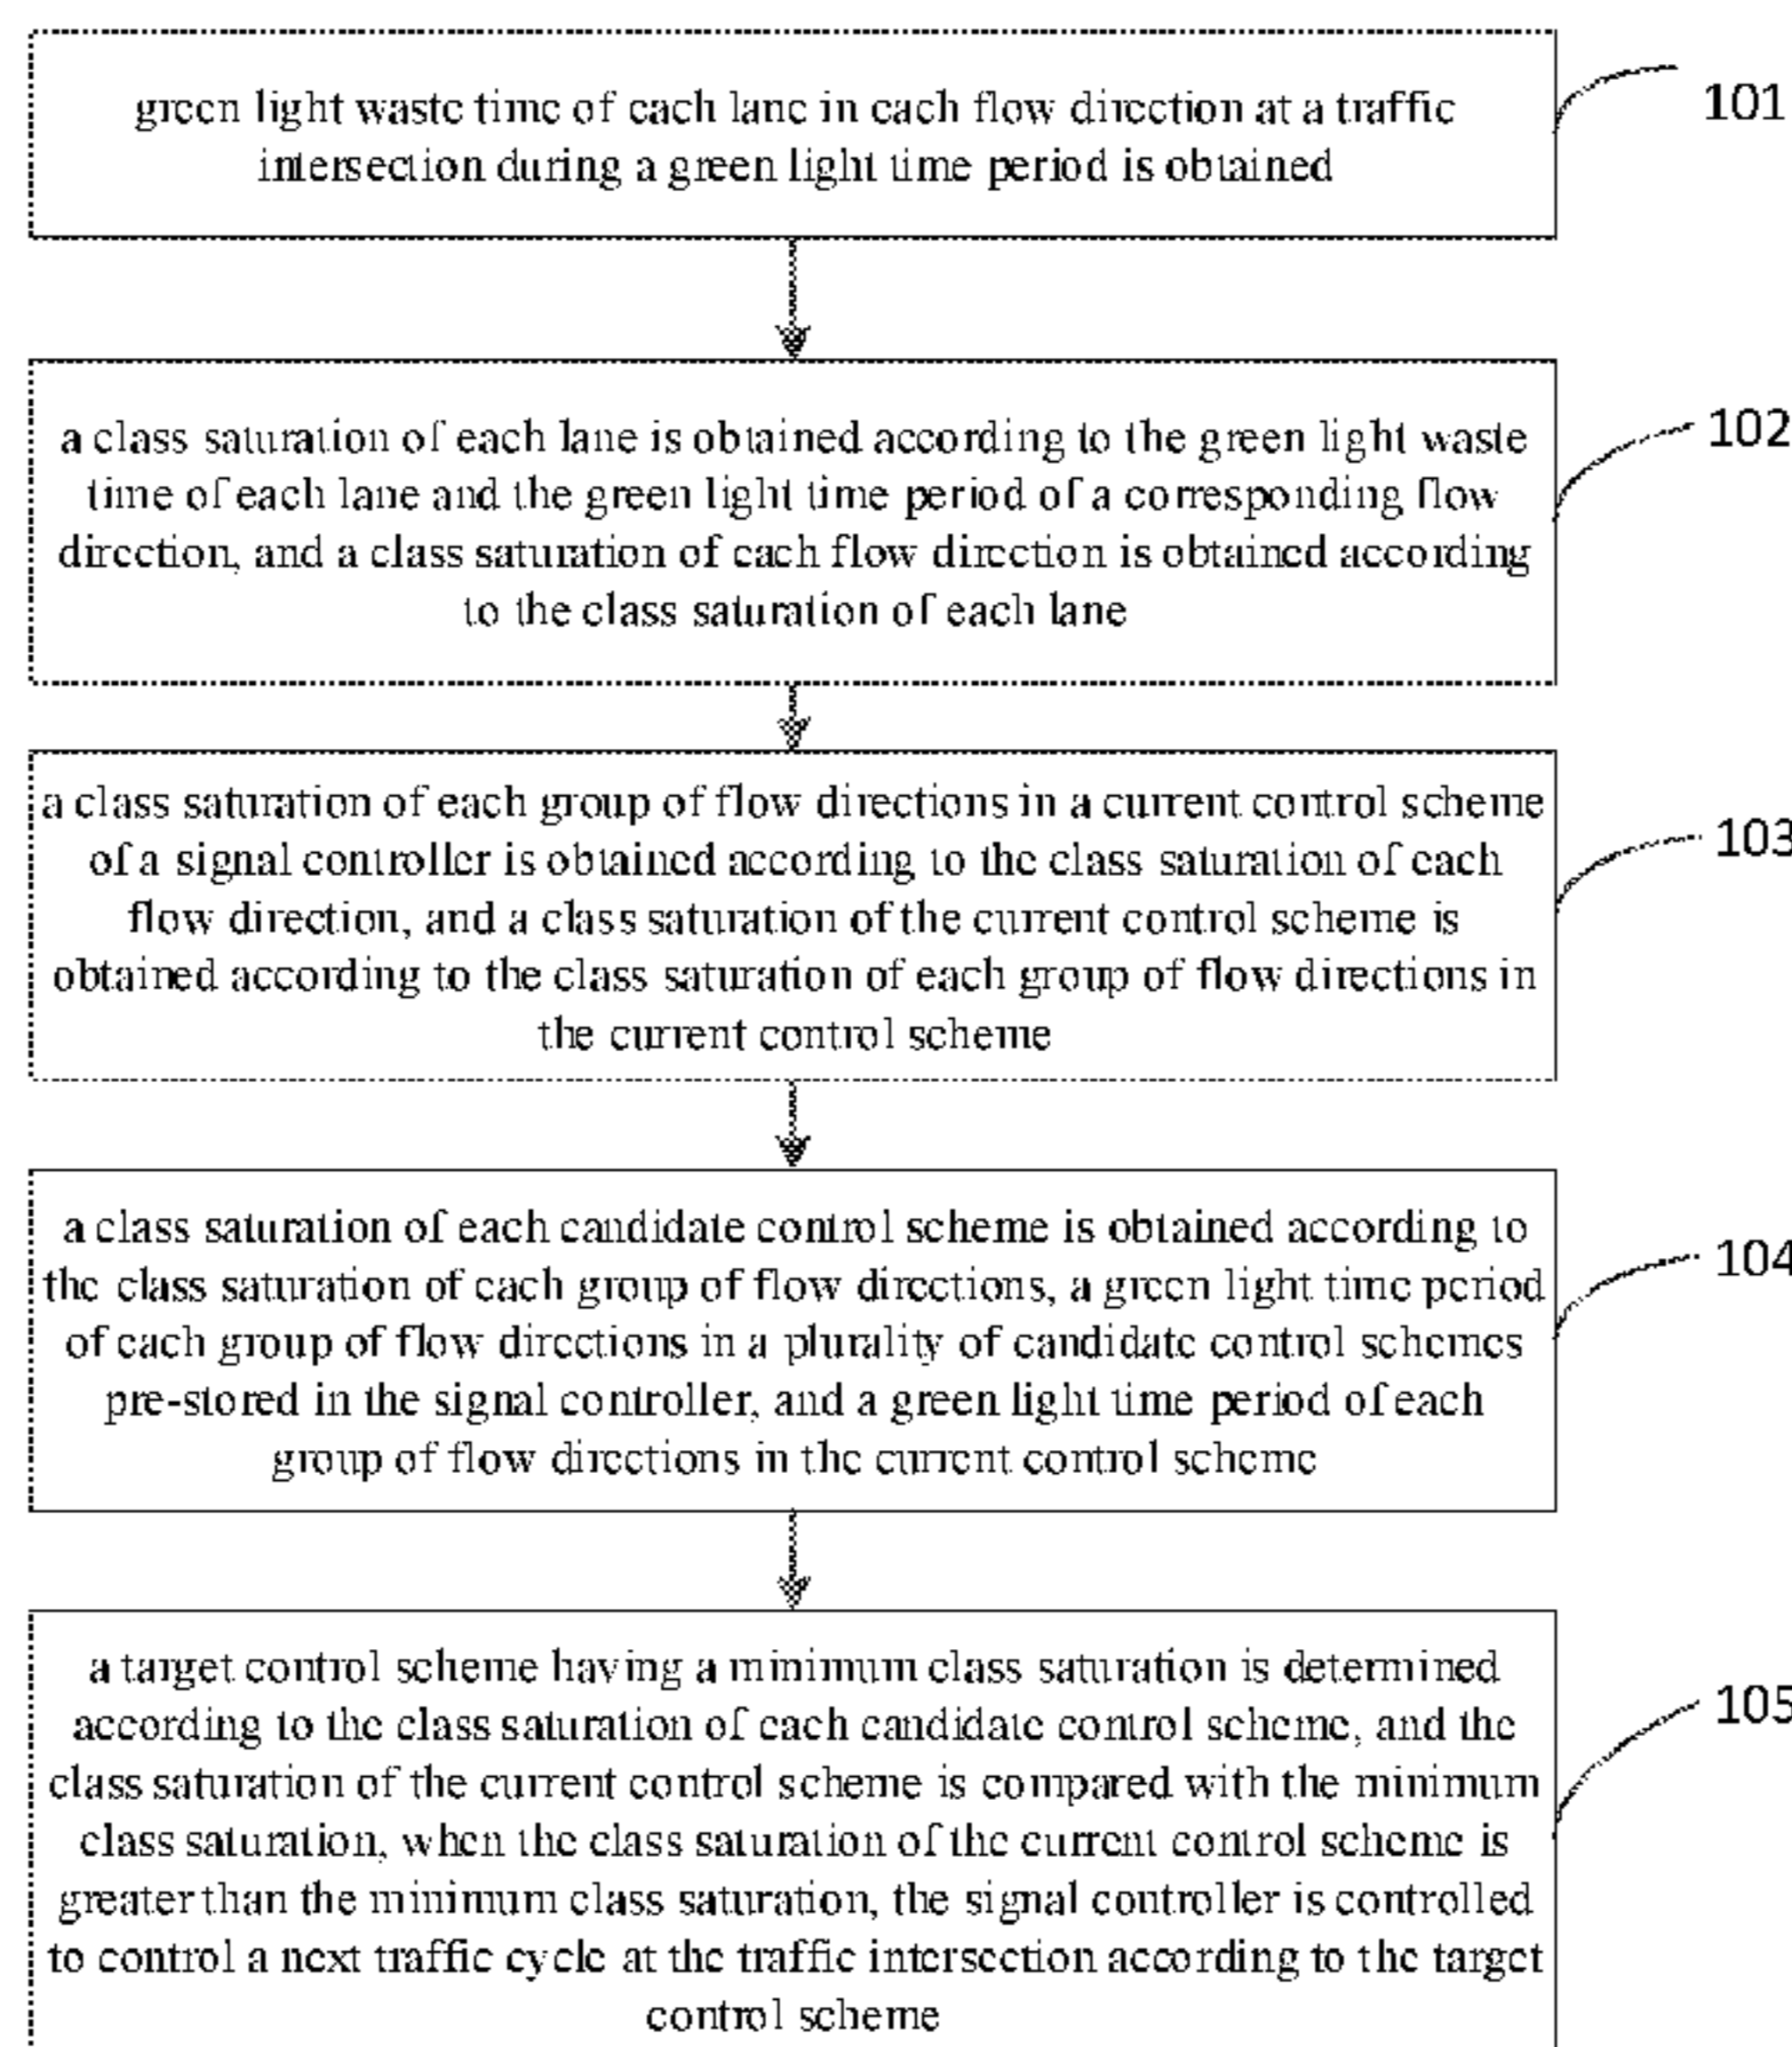 green light waste time of each lane in each flow direction at a traffic
intersection during a green light time period is obtained
101
a class saturation of each lane is obtained according to the green light waste
time of each lane and the green light time period of a corresponding flow
direction, and a class saturation of each flow direction is obtained according
to the class saturation of each lane
102
a class saturation of each group of flow directions in a current control scheme
of a signal controller is obtained according to the class saturation of each
flow direction, and a class saturation of the current control scheme is
obtained according to the class saturation of each group of flow directions in
the current control scheme
103
a class saturation of each candidate control scheme is obtained according to
the class saturation of each group of flow directions, a green light time period
of each group of flow directions in a plurality of candidate control schemes
pre-stored in the signal controller, and a green light time period of each
group of flow directions in the current control scheme
104
a target control scheme having a minimum class saturation is determined
according to the class saturation of each candidate control scheme, and the
class saturation of the current control scheme is compared with the minimum
class saturation, when the class saturation of the current control scheme is
greater than the minimum class saturation, the signal controller is controlled
to control a next traffic cycle at the traffic intersection according to the target
control scheme
105